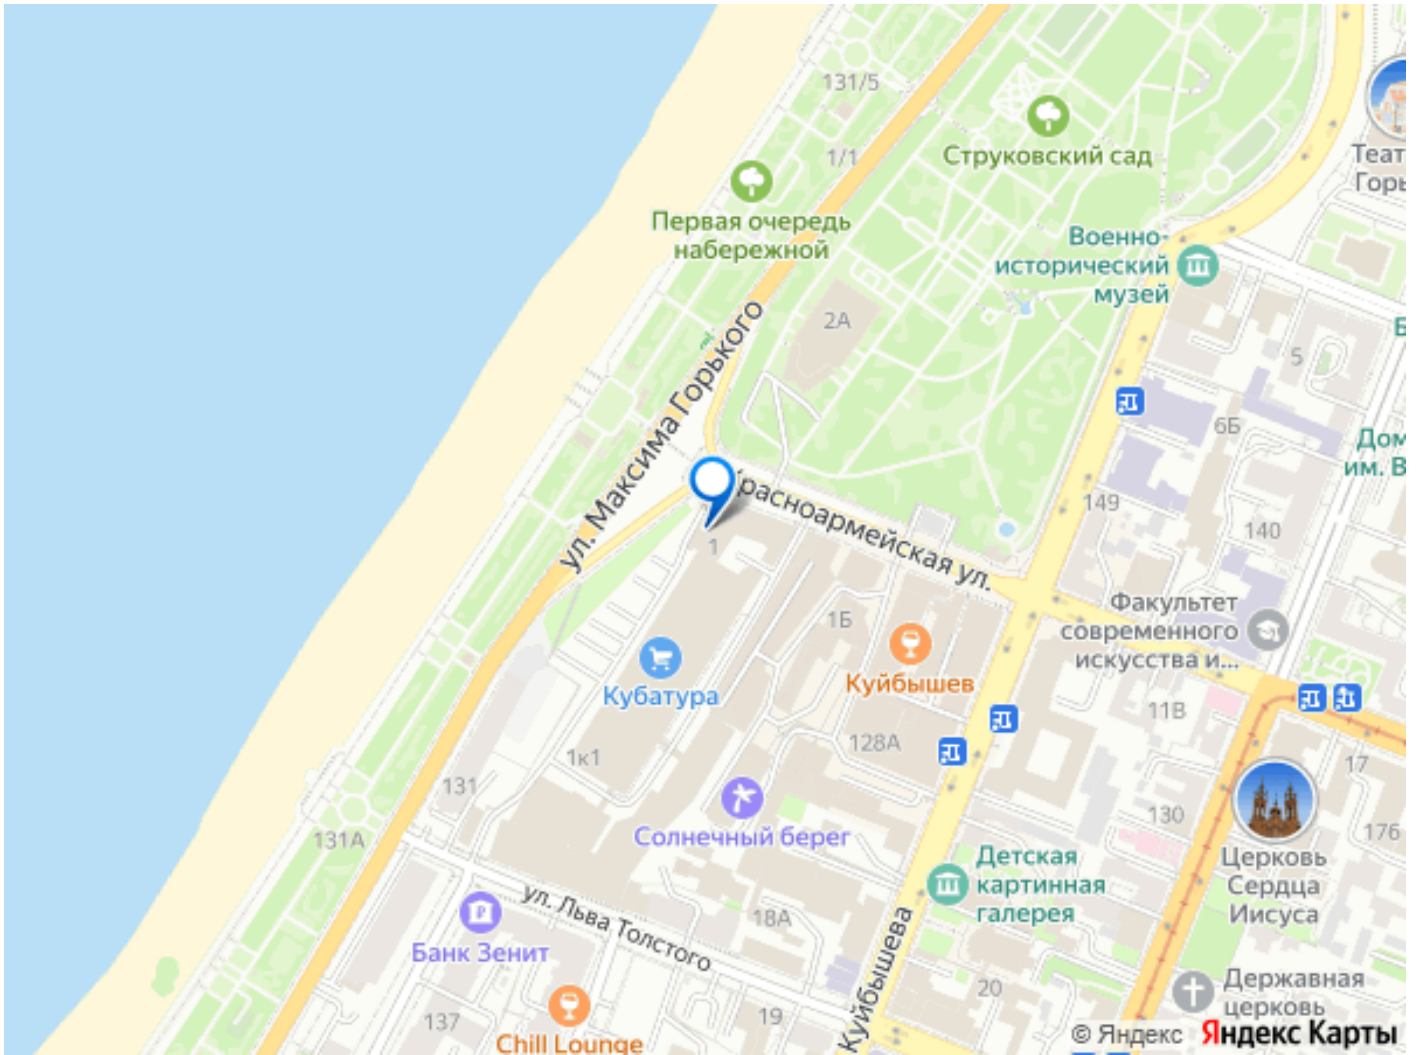 131/5
Струковский сад
Теат
Горь
1/1
Первая очередь
набережной
Военно-
исторический
музей
2А
5
Б
ул. Максима Горького
6Б
Дом
им. В
149
140
Красноармейская ул.
1
Факультет
современного
искусства и...
1Б
Куйбышев
Кубатура
11В
128А
1к1
17
131
130
176
Солнечный берег
131А
Детская
картинная
галерея
Церковь
Сердца
Иисуса
ул. Льва Толстого
18А
Банк Зенит
Куйбышева
20
Державная
церковь
137
19
Chill Lounge
© Яндекс Яндекс Карты